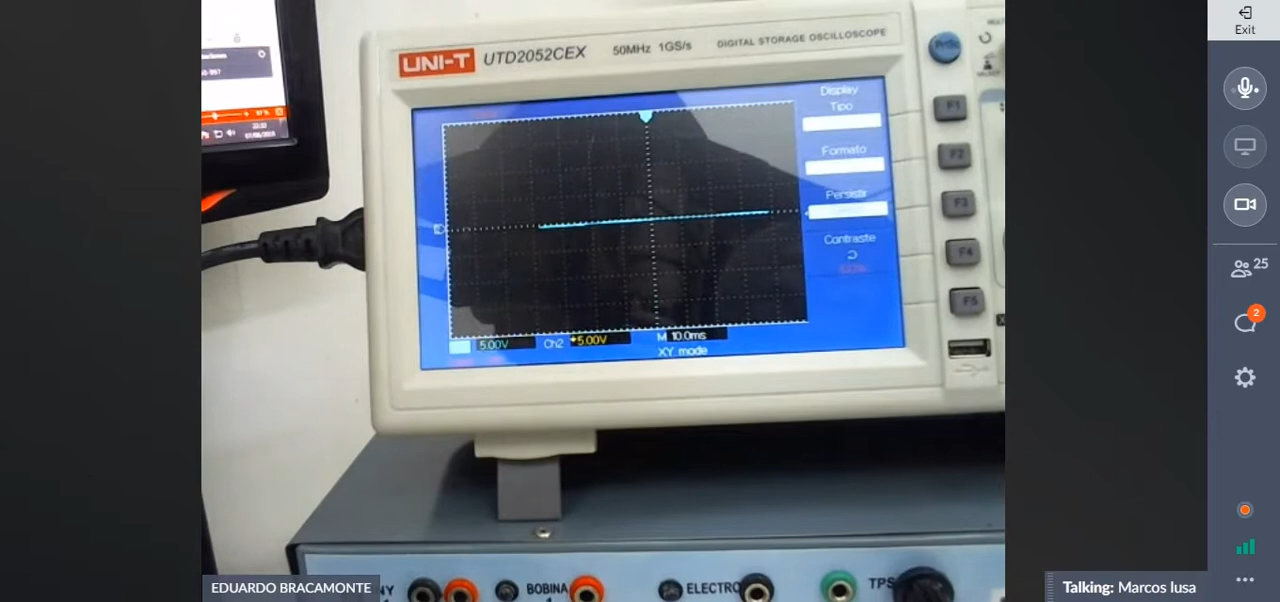 UNI-T UTD2052CEX 50MHz 1GS/s DIGITAL STORAGE OSCILLOSCOPE
Exit
Display
Tipo
Formato
Persistir
Contraste
F1
F2
F3
F4
F5
5.00V Ch2 5.00V M 10.0ms
XY mode
25
2
BOBINA
1
ELECTRO
TPS
EDUARDO BRACAMONTE
Talking: Marcos lusa